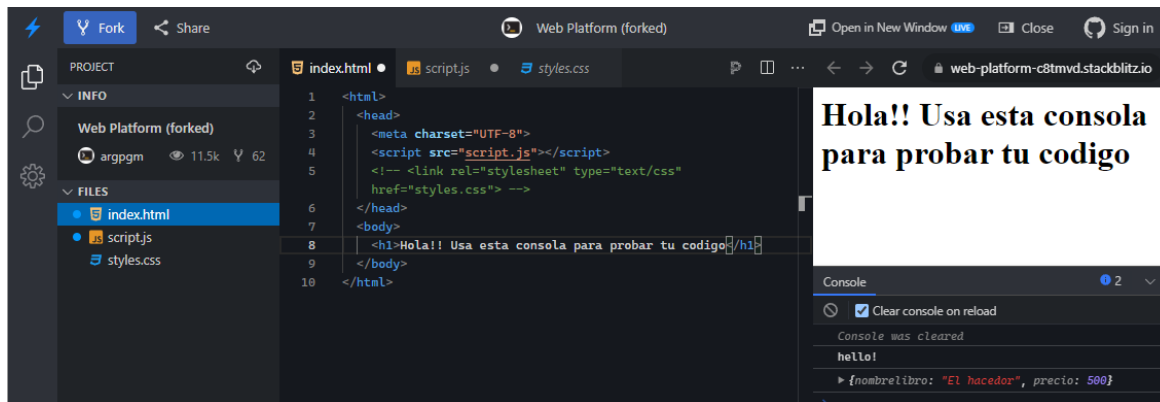 Fork Share Web Platform (forked) Open in New Window LIVE Close Sign in
PROJECT
INFO
Web Platform (forked)
argpgm 11.5k 62
FILES
index.html
script.js
styles.css
index.html script.js styles.css
1 <html>
2 <head>
3 <meta charset="UTF-8">
4 <script src="script.js"></script>
5 <!-- <link rel="stylesheet" type="text/css"
href="styles.css"> -->
6 </head>
7 <body>
8 <h1>Hola!! Usa esta consola para probar tu codigo</h1>
9 </body>
10 </html>
web-platform-c8tmvd.stackblitz.io
Hola!! Usa esta consola
para probar tu codigo
Console 2
Clear console on reload
Console was cleared
hello!
{nombrelibro: "El hacedor", precio: 500}